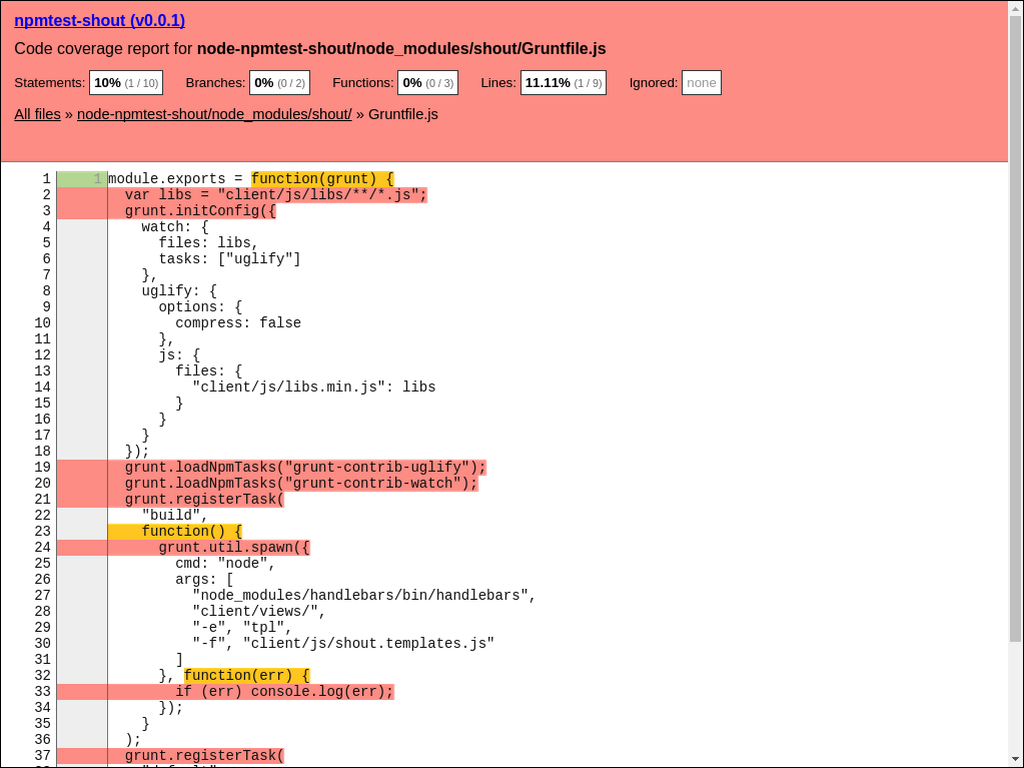 npmtest-shout (v0.0.1)
Code coverage report for node-npmtest-shout/node_modules/shout/Gruntfile.js
Statements: 10% (1 / 10) Branches: 0% (0 / 2) Functions: 0% (0 / 3) Lines: 11.11% (1 / 9) Ignored: none
All files » node-npmtest-shout/node_modules/shout/ » Gruntfile.js
1 1 module.exports = function(grunt) {
2 var libs = "client/js/libs/**/*.js";
3 grunt.initConfig({
4 watch: {
5 files: libs,
6 tasks: ["uglify"]
7 },
8 uglify: {
9 options: {
10 compress: false
11 },
12 js: {
13 files: {
14 "client/js/libs.min.js": libs
15 }
16 }
17 }
18 });
19 grunt.loadNpmTasks("grunt-contrib-uglify");
20 grunt.loadNpmTasks("grunt-contrib-watch");
21 grunt.registerTask(
22 "build",
23 function() {
24 grunt.util.spawn({
25 cmd: "node",
26 args: [
27 "node_modules/handlebars/bin/handlebars",
28 "client/views/",
29 "-e", "tpl",
30 "-f", "client/js/shout.templates.js"
31 ]
32 }, function(err) {
33 if (err) console.log(err);
34 });
35 }
36 );
37 grunt.registerTask(